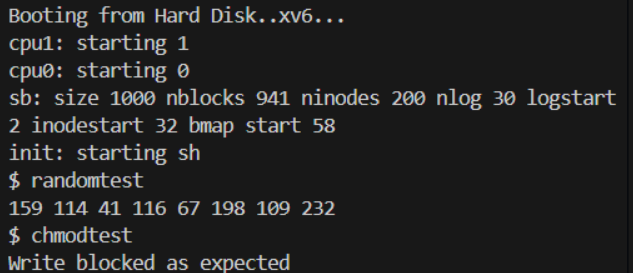 Booting from Hard Disk..xv6...
cpu1: starting 1
cpu0: starting 0
sb: size 1000 nblocks 941 ninodes 200 nlog 30 logstart
2 inodestart 32 bmap start 58
init: starting sh
$ randomtest
159 114 41 116 67 198 109 232
$ chmodtest
Write blocked as expected